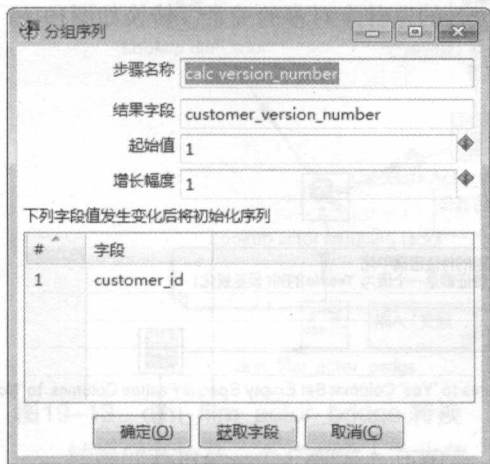 分组序列
步骤名称 calc version_number
结果字段 customer_version_number
起始值 1
增长幅度 1
下列字段值发生变化后将初始化序列
# 字段
1 customer_id
确定(O) 获取字段 取消(C)